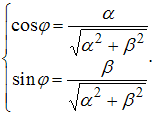 cosφ = α / √(α² + β²)
sinφ = β / √(α² + β²).